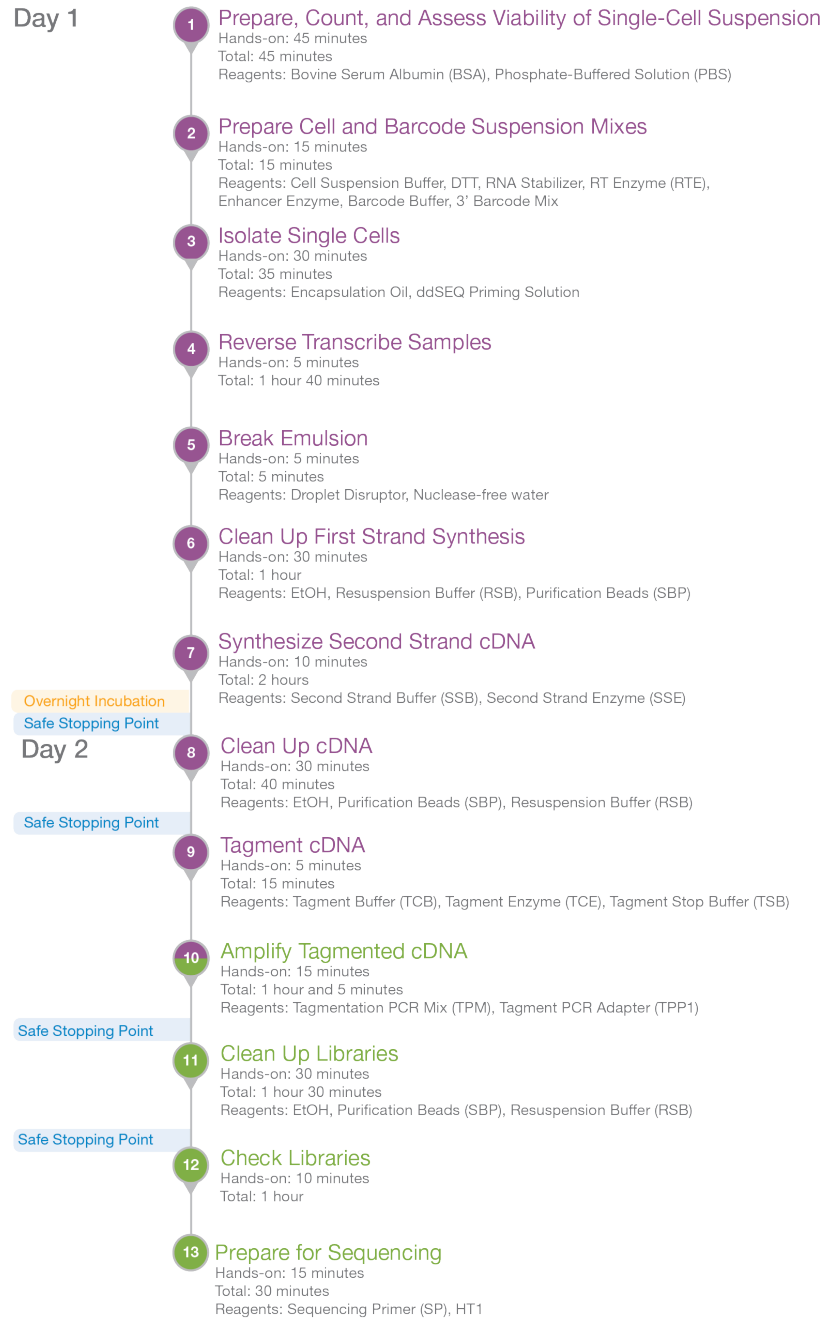 Day 1
1
Prepare, Count, and Assess Viability of Single-Cell Suspension
Hands-on: 45 minutes
Total: 45 minutes
Reagents: Bovine Serum Albumin (BSA), Phosphate-Buffered Solution (PBS)
2
Prepare Cell and Barcode Suspension Mixes
Hands-on: 15 minutes
Total: 15 minutes
Reagents: Cell Suspension Buffer, DTT, RNA Stabilizer, RT Enzyme (RTE),
Enhancer Enzyme, Barcode Buffer, 3’ Barcode Mix
3
Isolate Single Cells
Hands-on: 30 minutes
Total: 35 minutes
Reagents: Encapsulation Oil, ddSEQ Priming Solution
4
Reverse Transcribe Samples
Hands-on: 5 minutes
Total: 1 hour 40 minutes
5
Break Emulsion
Hands-on: 5 minutes
Total: 5 minutes
Reagents: Droplet Disruptor, Nuclease-free water
6
Clean Up First Strand Synthesis
Hands-on: 30 minutes
Total: 1 hour
Reagents: EtOH, Resuspension Buffer (RSB), Purification Beads (SBP)
7
Synthesize Second Strand cDNA
Hands-on: 10 minutes
Total: 2 hours
Reagents: Second Strand Buffer (SSB), Second Strand Enzyme (SSE)
Overnight Incubation
Safe Stopping Point
Day 2
8
Clean Up cDNA
Hands-on: 30 minutes
Total: 40 minutes
Reagents: EtOH, Purification Beads (SBP), Resuspension Buffer (RSB)
Safe Stopping Point
9
Tagment cDNA
Hands-on: 5 minutes
Total: 15 minutes
Reagents: Tagment Buffer (TCB), Tagment Enzyme (TCE), Tagment Stop Buffer (TSB)
10
Amplify Tagmented cDNA
Hands-on: 15 minutes
Total: 1 hour and 5 minutes
Reagents: Tagmentation PCR Mix (TPM), Tagment PCR Adapter (TPP1)
Safe Stopping Point
11
Clean Up Libraries
Hands-on: 30 minutes
Total: 1 hour 30 minutes
Reagents: EtOH, Purification Beads (SBP), Resuspension Buffer (RSB)
Safe Stopping Point
12
Check Libraries
Hands-on: 10 minutes
Total: 1 hour
13
Prepare for Sequencing
Hands-on: 15 minutes
Total: 30 minutes
Reagents: Sequencing Primer (SP), HT1